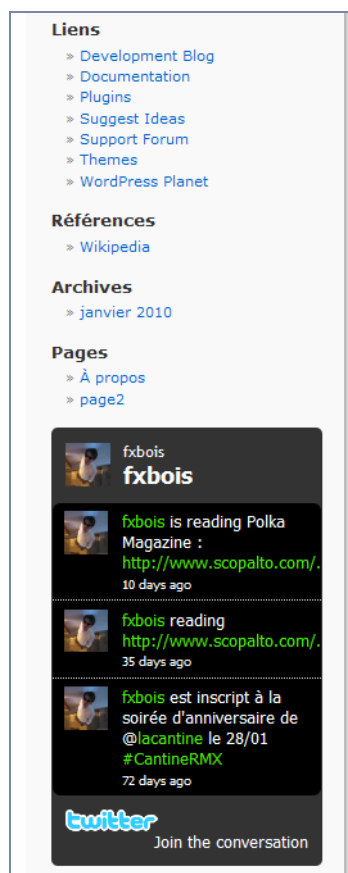 Liens
» Development Blog
» Documentation
» Plugins
» Suggest Ideas
» Support Forum
» Themes
» WordPress Planet
Références
» Wikipedia
Archives
» janvier 2010
Pages
» À propos
» page2
fxbois
fxbois
fxbois is reading Polka
Magazine :
http://www.scopalto.com/.
10 days ago
fxbois reading
http://www.scopalto.com/.
35 days ago
fxbois est inscript à la
soirée d'anniversaire de
@lacantine le 28/01
#CantineRMX
72 days ago
twitter
Join the conversation